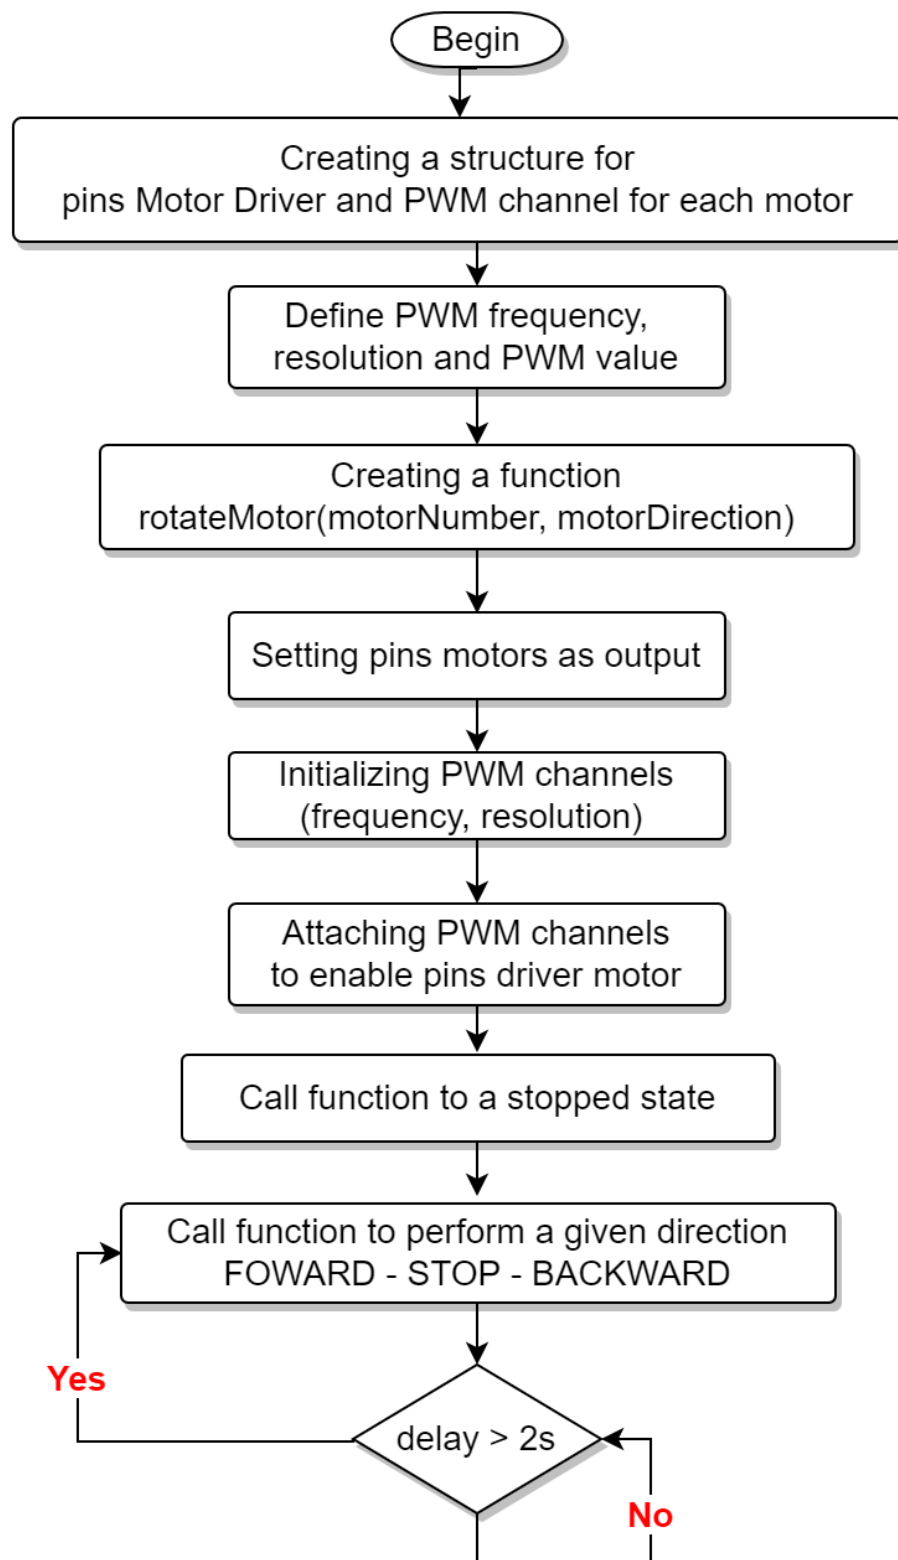 Begin
Creating a structure for
pins Motor Driver and PWM channel for each motor
Define PWM frequency,
resolution and PWM value
Creating a function
rotateMotor(motorNumber, motorDirection)
Setting pins motors as output
Initializing PWM channels
(frequency, resolution)
Attaching PWM channels
to enable pins driver motor
Call function to a stopped state
Call function to perform a given direction
FOWARD - STOP - BACKWARD
Yes
delay > 2s
No